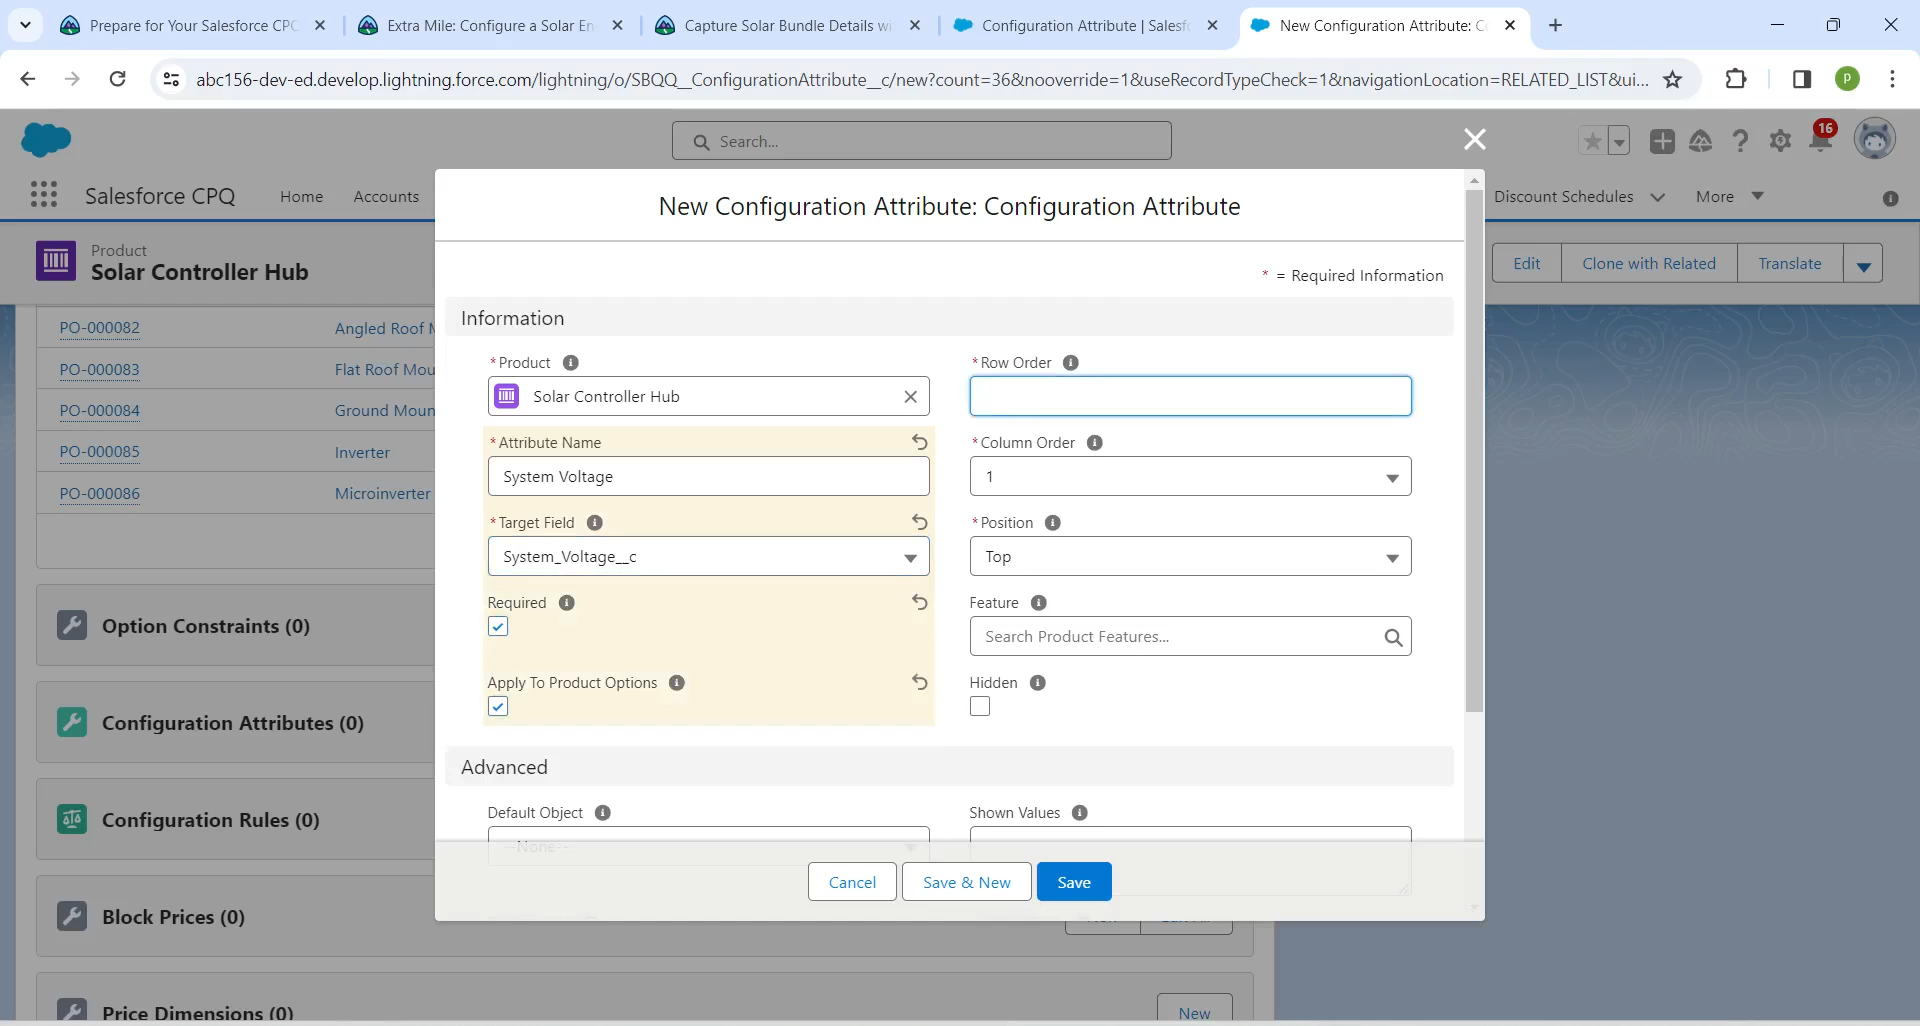 Prepare for Your Salesforce CPC
Extra Mile: Configure a Solar En
Capture Solar Bundle Details wi
Configuration Attribute | Salesf
New Configuration Attribute: Co
abc156-dev-ed.develop.lightning.force.com/lightning/o/SBQQ__ConfigurationAttribute__c/new?count=36&nooverride=1&useRecordTypeCheck=1&navigationLocation=RELATED_LIST&ui...
P
Search...
16
Salesforce CPQ
Home
Accounts
Discount Schedules
More
Product
Solar Controller Hub
Edit
Clone with Related
Translate
PO-000082
Angled Roof M
PO-000083
Flat Roof Mou
PO-000084
Ground Moun
PO-000085
Inverter
PO-000086
Microinverter
Option Constraints (0)
Configuration Attributes (0)
Configuration Rules (0)
Block Prices (0)
Price Dimensions (0)
New
New Configuration Attribute: Configuration Attribute
* = Required Information
Information
*Product
Solar Controller Hub
*Row Order
*Attribute Name
System Voltage
*Column Order
1
*Target Field
System_Voltage__c
*Position
Top
Required
Feature
Search Product Features...
Apply To Product Options
Hidden
Advanced
Default Object
--None--
Shown Values
Cancel
Save & New
Save